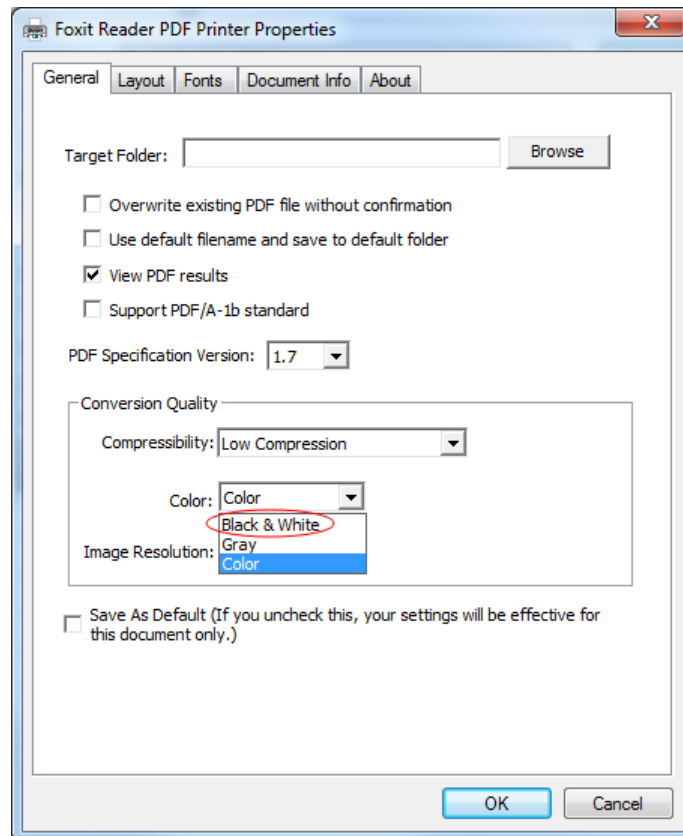 Foxit Reader PDF Printer Properties
General Layout Fonts Document Info About
Target Folder: Browse
Overwrite existing PDF file without confirmation
Use default filename and save to default folder
View PDF results
Support PDF/A-1b standard
PDF Specification Version: 1.7
Conversion Quality
Compressibility: Low Compression
Color: Color
Black & White
Image Resolution: Gray
Color
Save As Default (If you uncheck this, your settings will be effective for
this document only.)
OK Cancel